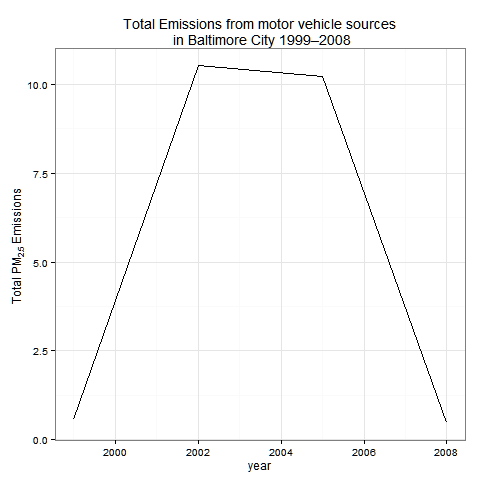 Total Emissions from motor vehicle sources
in Baltimore City 1999–2008
Total PM2.5 Emissions
10.0
7.5
5.0
2.5
0.0
2000 2002 2004 2006 2008
year